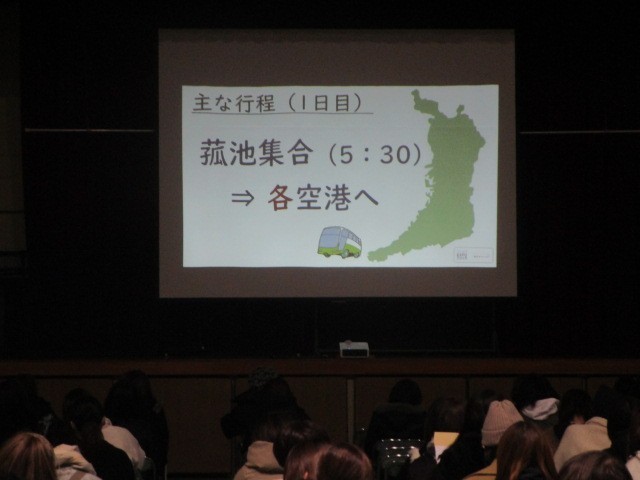 主な行程（1日目）
菰池集合（5：30）
⇒ 各空港へ